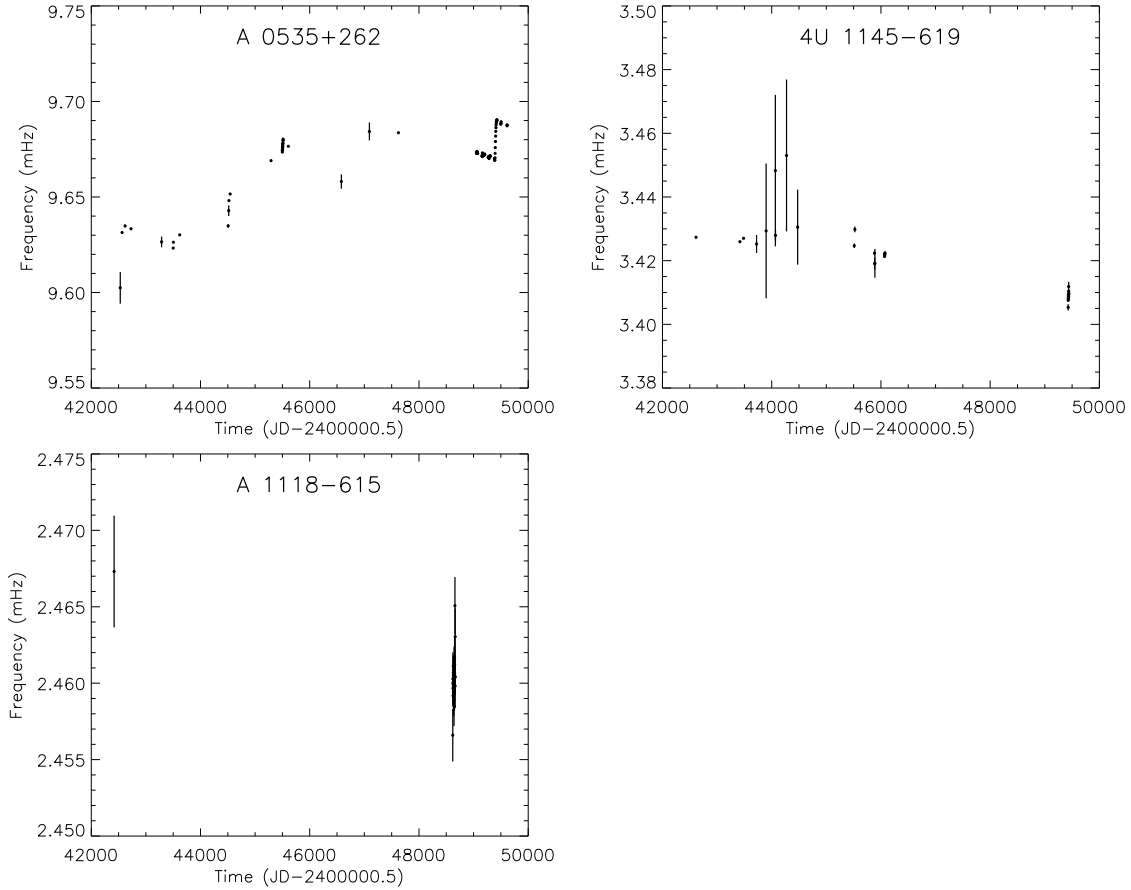 A 0535+262
9.75
9.70
9.65
9.60
9.55
Frequency (mHz)
42000 44000 46000 48000 50000
Time (JD−2400000.5)
4U 1145−619
3.50
3.48
3.46
3.44
3.42
3.40
3.38
Frequency (mHz)
42000 44000 46000 48000 50000
Time (JD−2400000.5)
A 1118−615
2.475
2.470
2.465
2.460
2.455
2.450
Frequency (mHz)
42000 44000 46000 48000 50000
Time (JD−2400000.5)